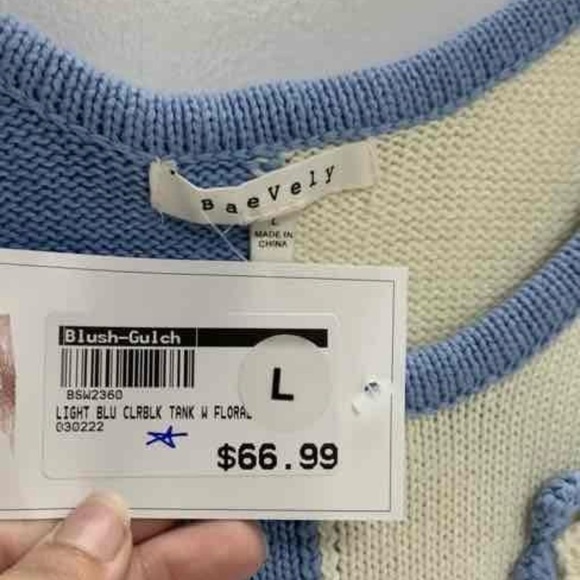 BaeVely
L
MADE IN
CHINA
Blush-Gulch
BSW2360
L
LIGHT BLU CLRBLK TANK W FLORAL
030222
$66.99